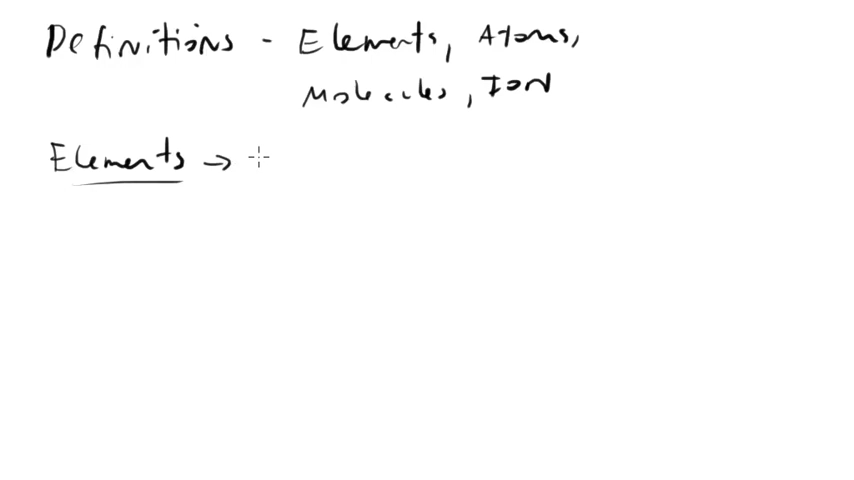 Definitions - Elements, Atoms,
Molecules, Ion
Elements →